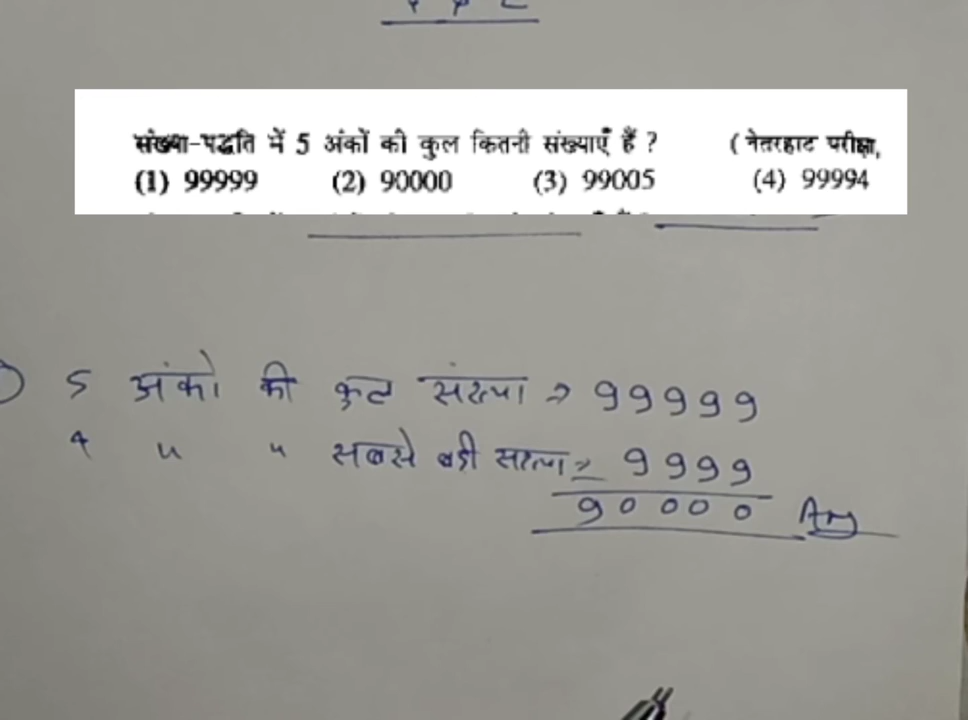 संख्या-पद्धति में 5 अंकों की कुल कितनी संख्याएँ हैं ? (नेतरहाट परीक्षा,
(1) 99999 (2) 90000 (3) 99005 (4) 99994
5 अंको की कुल संख्या ⇒ 99999
4 " " सबसे बड़ी संख्या = 9999
90000 Ans